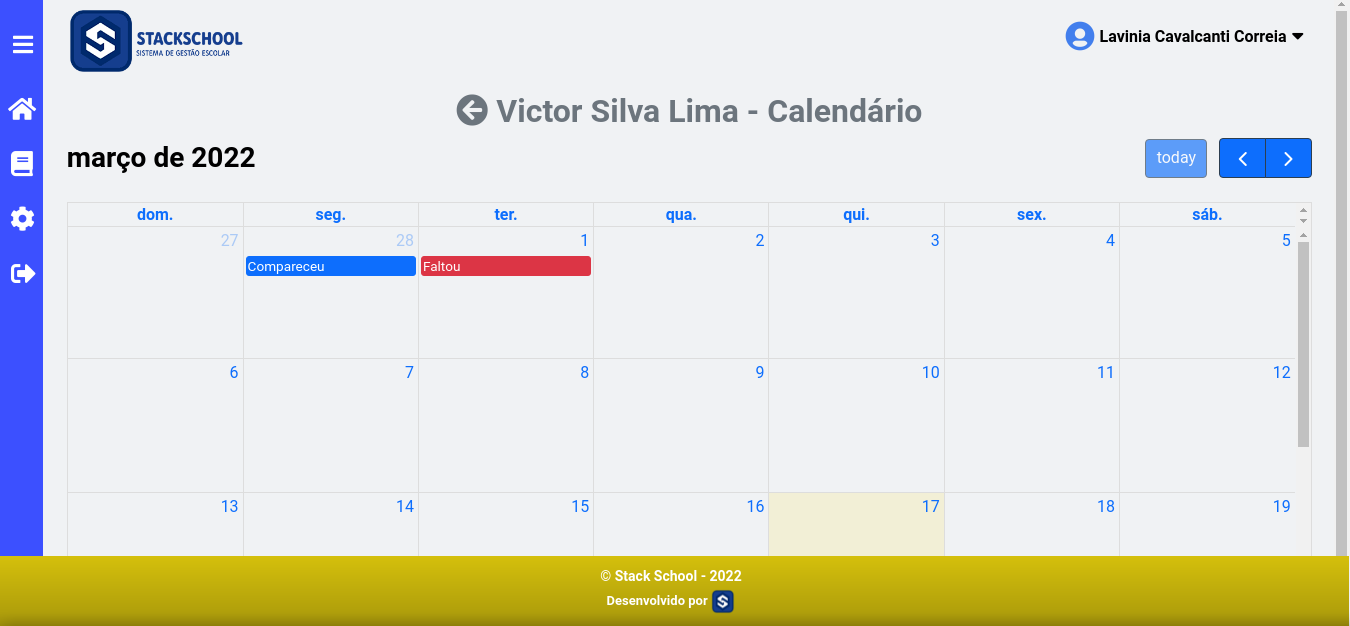 STACKSCHOOL
SISTEMA DE GESTÃO ESCOLAR
Lavinia Cavalcanti Correia
Victor Silva Lima - Calendário
março de 2022
today
dom. seg. ter. qua. qui. sex. sáb.
27 28 1 2 3 4 5
Compareceu Faltou
6 7 8 9 10 11 12
13 14 15 16 17 18 19
© Stack School - 2022
Desenvolvido por